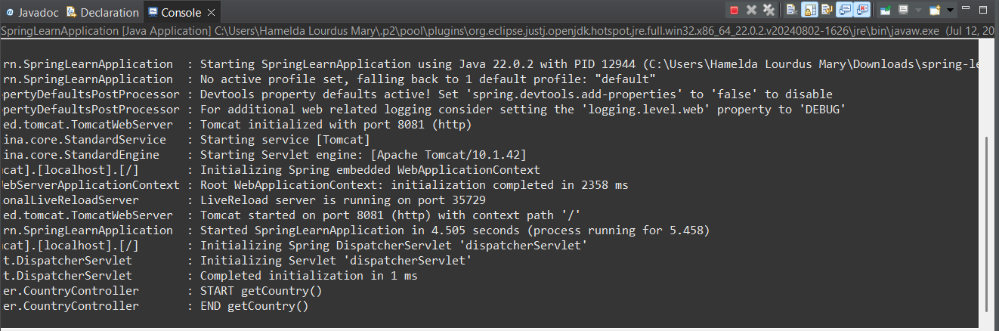 Javadoc Declaration Console
SpringLearnApplication [Java Application] C:\Users\Hamelda Lourdus Mary\.p2\pool\plugins\org.eclipse.justj.openjdk.hotspot.jre.full.win32.x86_64_22.0.2.v20240802-1626\jre\bin\javaw.exe (Jul 12, 20
rn.SpringLearnApplication : Starting SpringLearnApplication using Java 22.0.2 with PID 12944 (C:\Users\Hamelda Lourdus Mary\Downloads\spring-le
rn.SpringLearnApplication : No active profile set, falling back to 1 default profile: "default"
pertyDefaultsPostProcessor : Devtools property defaults active! Set 'spring.devtools.add-properties' to 'false' to disable
pertyDefaultsPostProcessor : For additional web related logging consider setting the 'logging.level.web' property to 'DEBUG'
ed.tomcat.TomcatWebServer : Tomcat initialized with port 8081 (http)
ina.core.StandardService : Starting service [Tomcat]
ina.core.StandardEngine : Starting Servlet engine: [Apache Tomcat/10.1.42]
cat].[localhost].[/] : Initializing Spring embedded WebApplicationContext
WebServerApplicationContext : Root WebApplicationContext: initialization completed in 2358 ms
onalLiveReloadServer : LiveReload server is running on port 35729
ed.tomcat.TomcatWebServer : Tomcat started on port 8081 (http) with context path '/'
rn.SpringLearnApplication : Started SpringLearnApplication in 4.505 seconds (process running for 5.458)
cat].[localhost].[/] : Initializing Spring DispatcherServlet 'dispatcherServlet'
t.DispatcherServlet : Initializing Servlet 'dispatcherServlet'
t.DispatcherServlet : Completed initialization in 1 ms
er.CountryController : START getCountry()
er.CountryController : END getCountry()